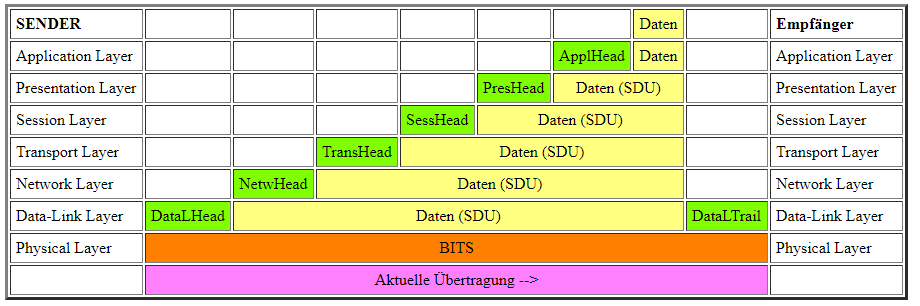 SENDER Daten Empfänger
Application Layer ApplHead Daten Application Layer
Presentation Layer PresHead Daten (SDU) Presentation Layer
Session Layer SessHead Daten (SDU) Session Layer
Transport Layer TransHead Daten (SDU) Transport Layer
Network Layer NetwHead Daten (SDU) Network Layer
Data-Link Layer DataLHead Daten (SDU) DataLTrail Data-Link Layer
Physical Layer BITS Physical Layer
Aktuelle Übertragung -->